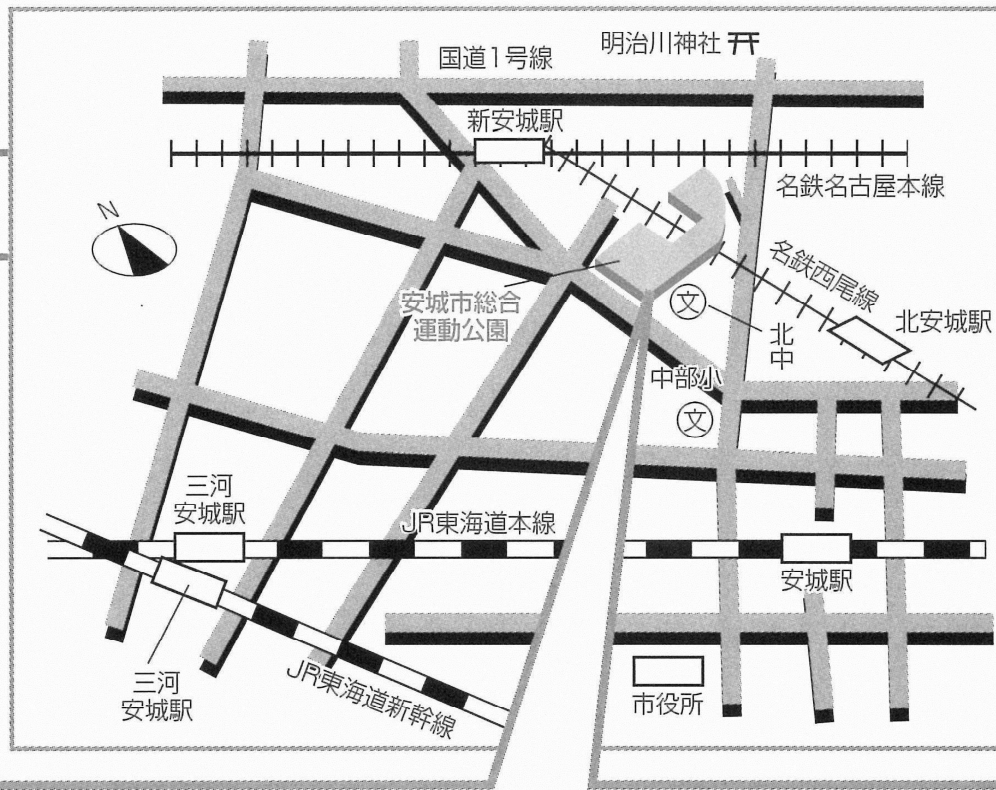 明治川神社
国道1号線
新安城駅
名鉄名古屋本線
N
名鉄西尾線
安城市総合
運動公園
文
北安城駅
北
中
中部小
文
三河
安城駅
JR東海道本線
安城駅
三河
安城駅
JR東海道新幹線
市役所